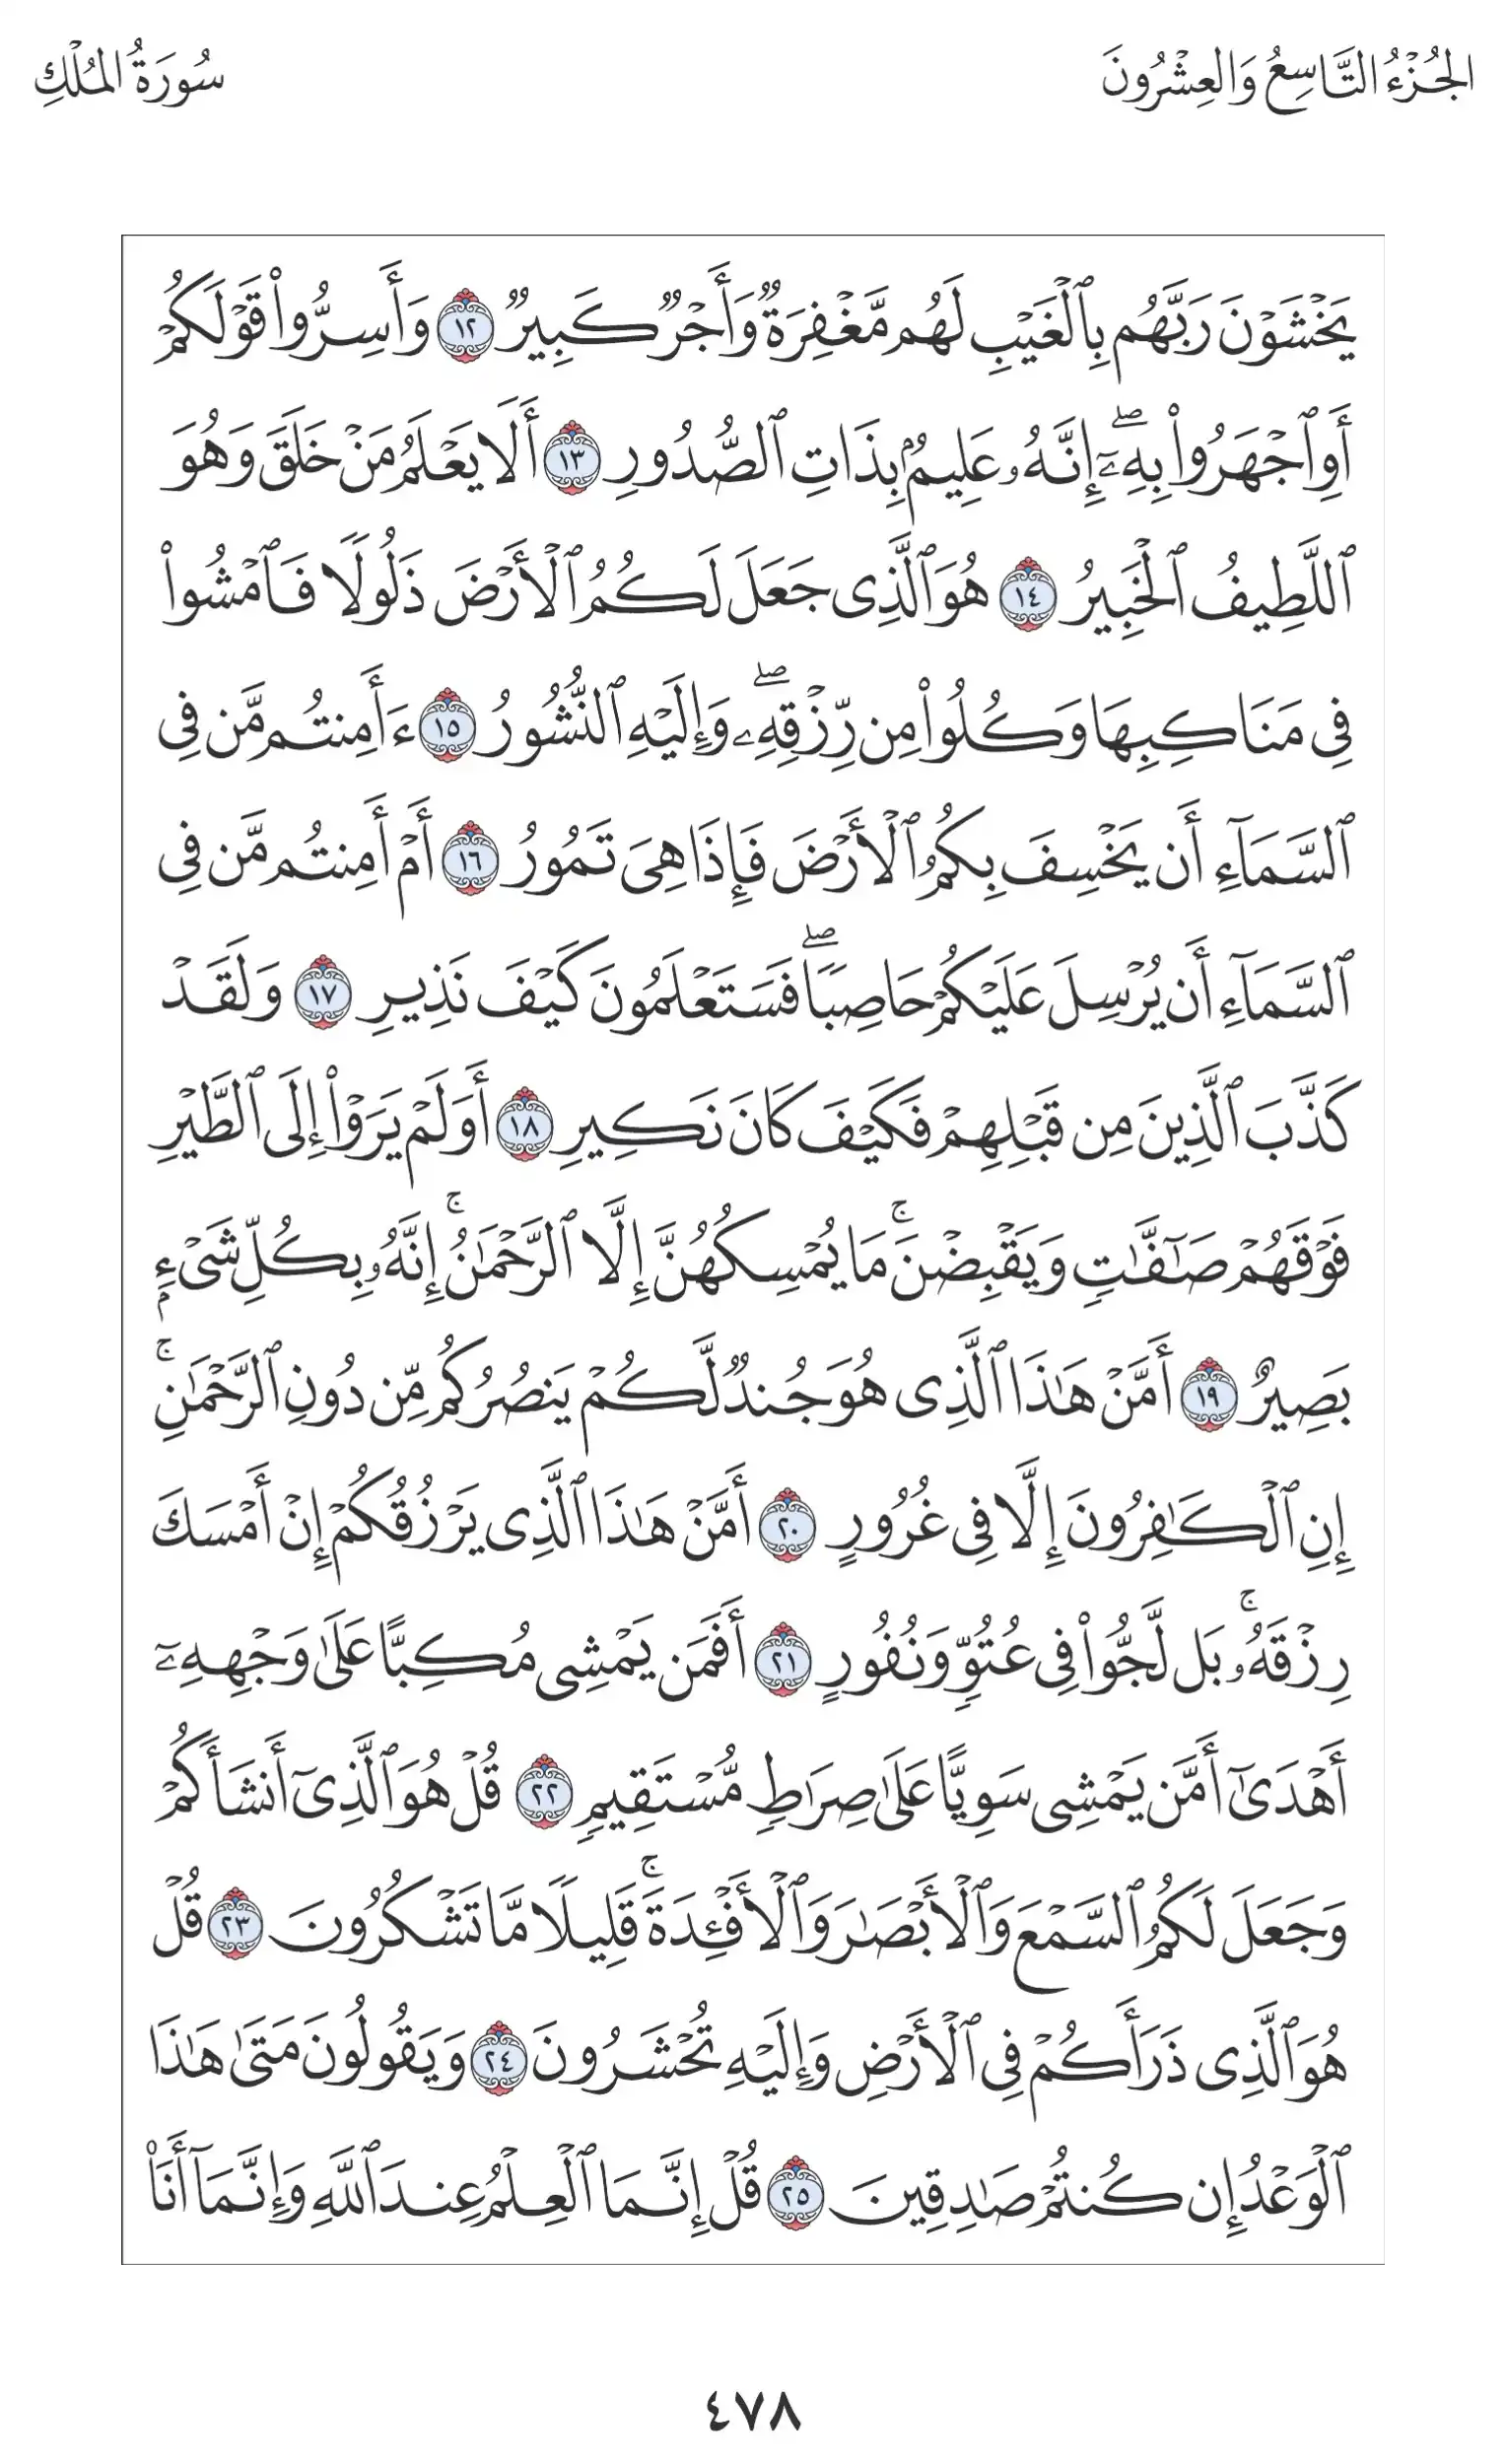 الجُزْءُ التَّاسِعُ وَالعِشْرُونَ
سُورَةُ المُلْكِ
يَخْشَوْنَ رَبَّهُم بِٱلْغَيْبِ لَهُم مَّغْفِرَةٌ وَأَجْرٌ كَبِيرٌ ١٢ وَأَسِرُّوا۟ قَوْلَكُمْ
أَوِ ٱجْهَرُوا۟ بِهِۦٓ ۖ إِنَّهُۥ عَلِيمٌۢ بِذَاتِ ٱلصُّدُورِ ١٣ أَلَا يَعْلَمُ مَنْ خَلَقَ وَهُوَ
ٱللَّطِيفُ ٱلْخَبِيرُ ١٤ هُوَ ٱلَّذِى جَعَلَ لَكُمُ ٱلْأَرْضَ ذَلُولًا فَٱمْشُوا۟
فِى مَنَاكِبِهَا وَكُلُوا۟ مِن رِّزْقِهِۦ ۖ وَإِلَيْهِ ٱلنُّشُورُ ١٥ ءَأَمِنتُم مَّن فِى
ٱلسَّمَآءِ أَن يَخْسِفَ بِكُمُ ٱلْأَرْضَ فَإِذَا هِىَ تَمُورُ ١٦ أَمْ أَمِنتُم مَّن فِى
ٱلسَّمَآءِ أَن يُرْسِلَ عَلَيْكُمْ حَاصِبًا ۖ فَسَتَعْلَمُونَ كَيْفَ نَذِيرِ ١٧ وَلَقَدْ
كَذَّبَ ٱلَّذِينَ مِن قَبْلِهِمْ فَكَيْفَ كَانَ نَكِيرِ ١٨ أَوَلَمْ يَرَوْا۟ إِلَى ٱلطَّيْرِ
فَوْقَهُمْ صَـٰٓفَّـٰتٍ وَيَقْبِضْنَ ۚ مَا يُمْسِكُهُنَّ إِلَّا ٱلرَّحْمَـٰنُ ۚ إِنَّهُۥ بِكُلِّ شَىْءٍۭ
بَصِيرٌ ١٩ أَمَّنْ هَـٰذَا ٱلَّذِى هُوَ جُندٌ لَّكُمْ يَنصُرُكُم مِّن دُونِ ٱلرَّحْمَـٰنِ ۚ
إِنِ ٱلْكَـٰفِرُونَ إِلَّا فِى غُرُورٍ ٢٠ أَمَّنْ هَـٰذَا ٱلَّذِى يَرْزُقُكُمْ إِنْ أَمْسَكَ
رِزْقَهُۥ ۚ بَل لَّجُّوا۟ فِى عُتُوٍّ وَنُفُورٍ ٢١ أَفَمَن يَمْشِى مُكِبًّا عَلَىٰ وَجْهِهِۦٓ
أَهْدَىٰٓ أَمَّن يَمْشِى سَوِيًّا عَلَىٰ صِرَٰطٍ مُّسْتَقِيمٍ ٢٢ قُلْ هُوَ ٱلَّذِىٓ أَنشَأَكُمْ
وَجَعَلَ لَكُمُ ٱلسَّمْعَ وَٱلْأَبْصَـٰرَ وَٱلْأَفْـِٔدَةَ ۚ قَلِيلًا مَّا تَشْكُرُونَ ٢٣ قُلْ
هُوَ ٱلَّذِى ذَرَأَكُمْ فِى ٱلْأَرْضِ وَإِلَيْهِ تُحْشَرُونَ ٢٤ وَيَقُولُونَ مَتَىٰ هَـٰذَا
ٱلْوَعْدُ إِن كُنتُمْ صَـٰدِقِينَ ٢٥ قُلْ إِنَّمَا ٱلْعِلْمُ عِندَ ٱللَّهِ وَإِنَّمَآ أَنَا۠
٤٧٨